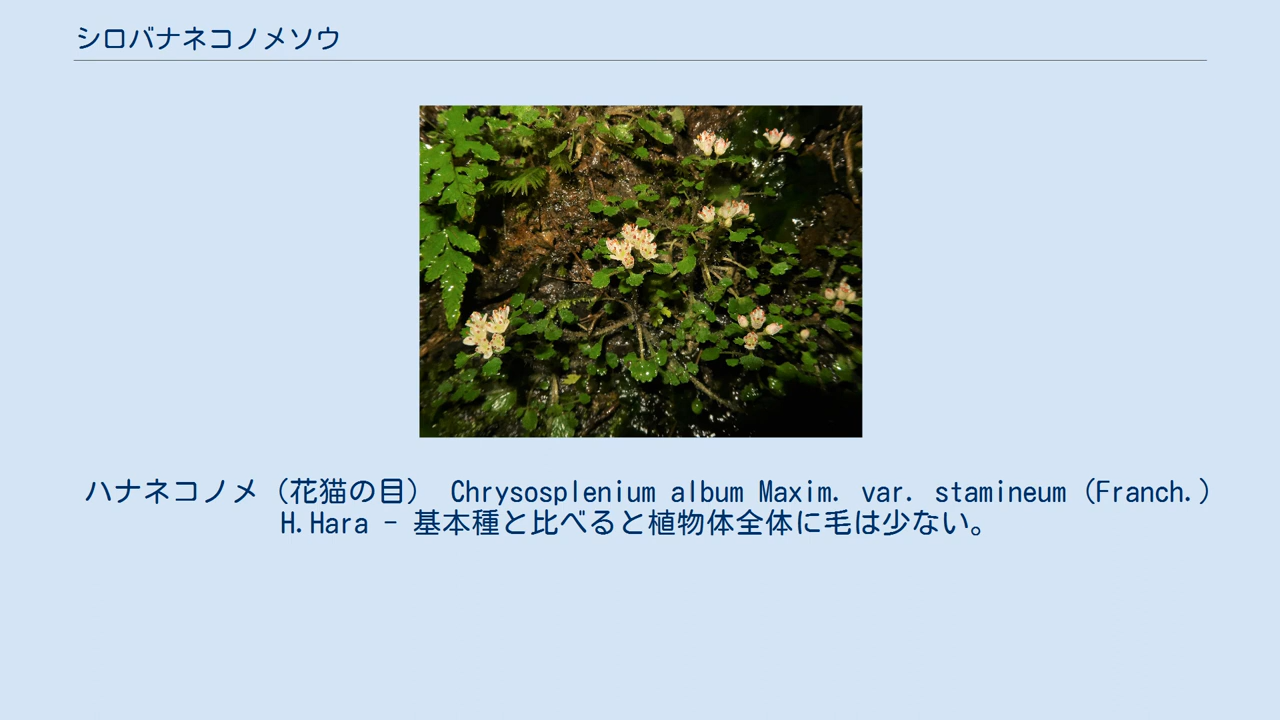 シロバナネコノメソウ
ハナネコノメ（花猫の目） Chrysosplenium album Maxim. var. stamineum (Franch.)
H.Hara - 基本種と比べると植物体全体に毛は少ない。